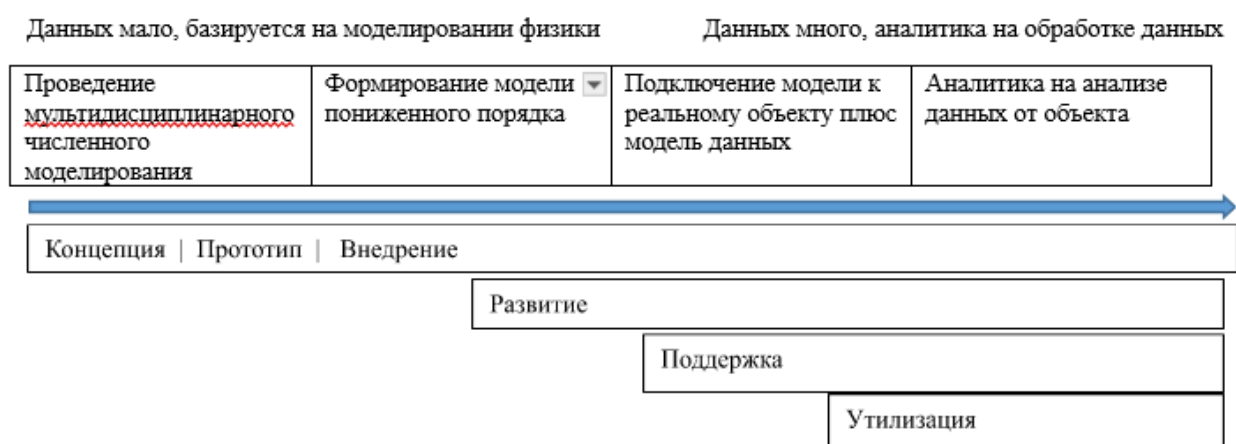 Данных мало, базируется на моделировании физики
Данных много, аналитика на обработке данных
Проведение
мультидисциплинарного
численного
моделирования
Формирование модели
пониженного порядка
Подключение модели к
реальному объекту плюс
модель данных
Аналитика на анализе
данных от объекта
Концепция | Прототип | Внедрение
Развитие
Поддержка
Утилизация